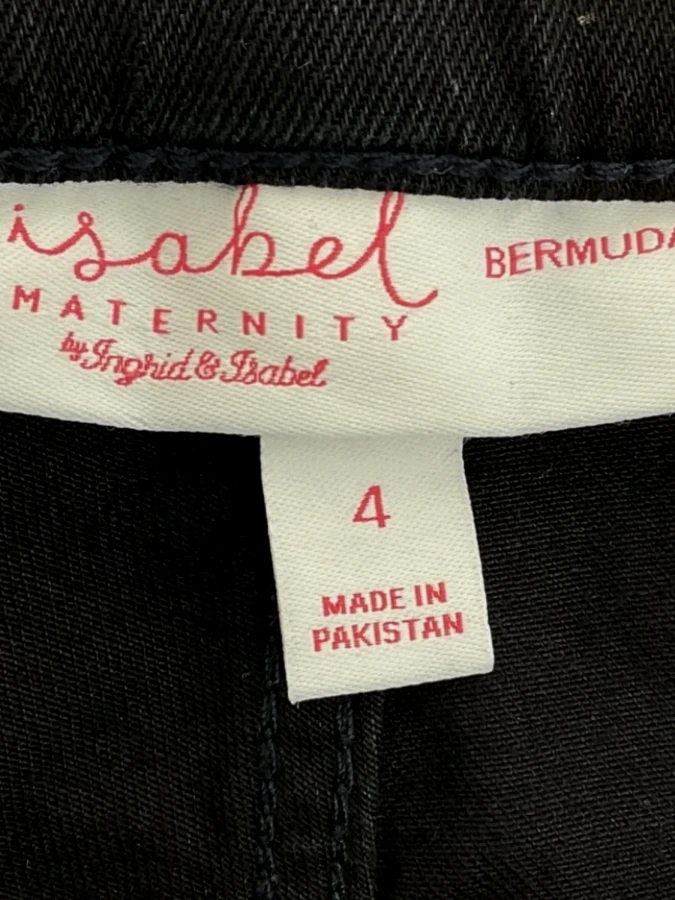 isabel
MATERNITY
by Ingrid & Isabel
BERMUDA
4
MADE IN
PAKISTAN